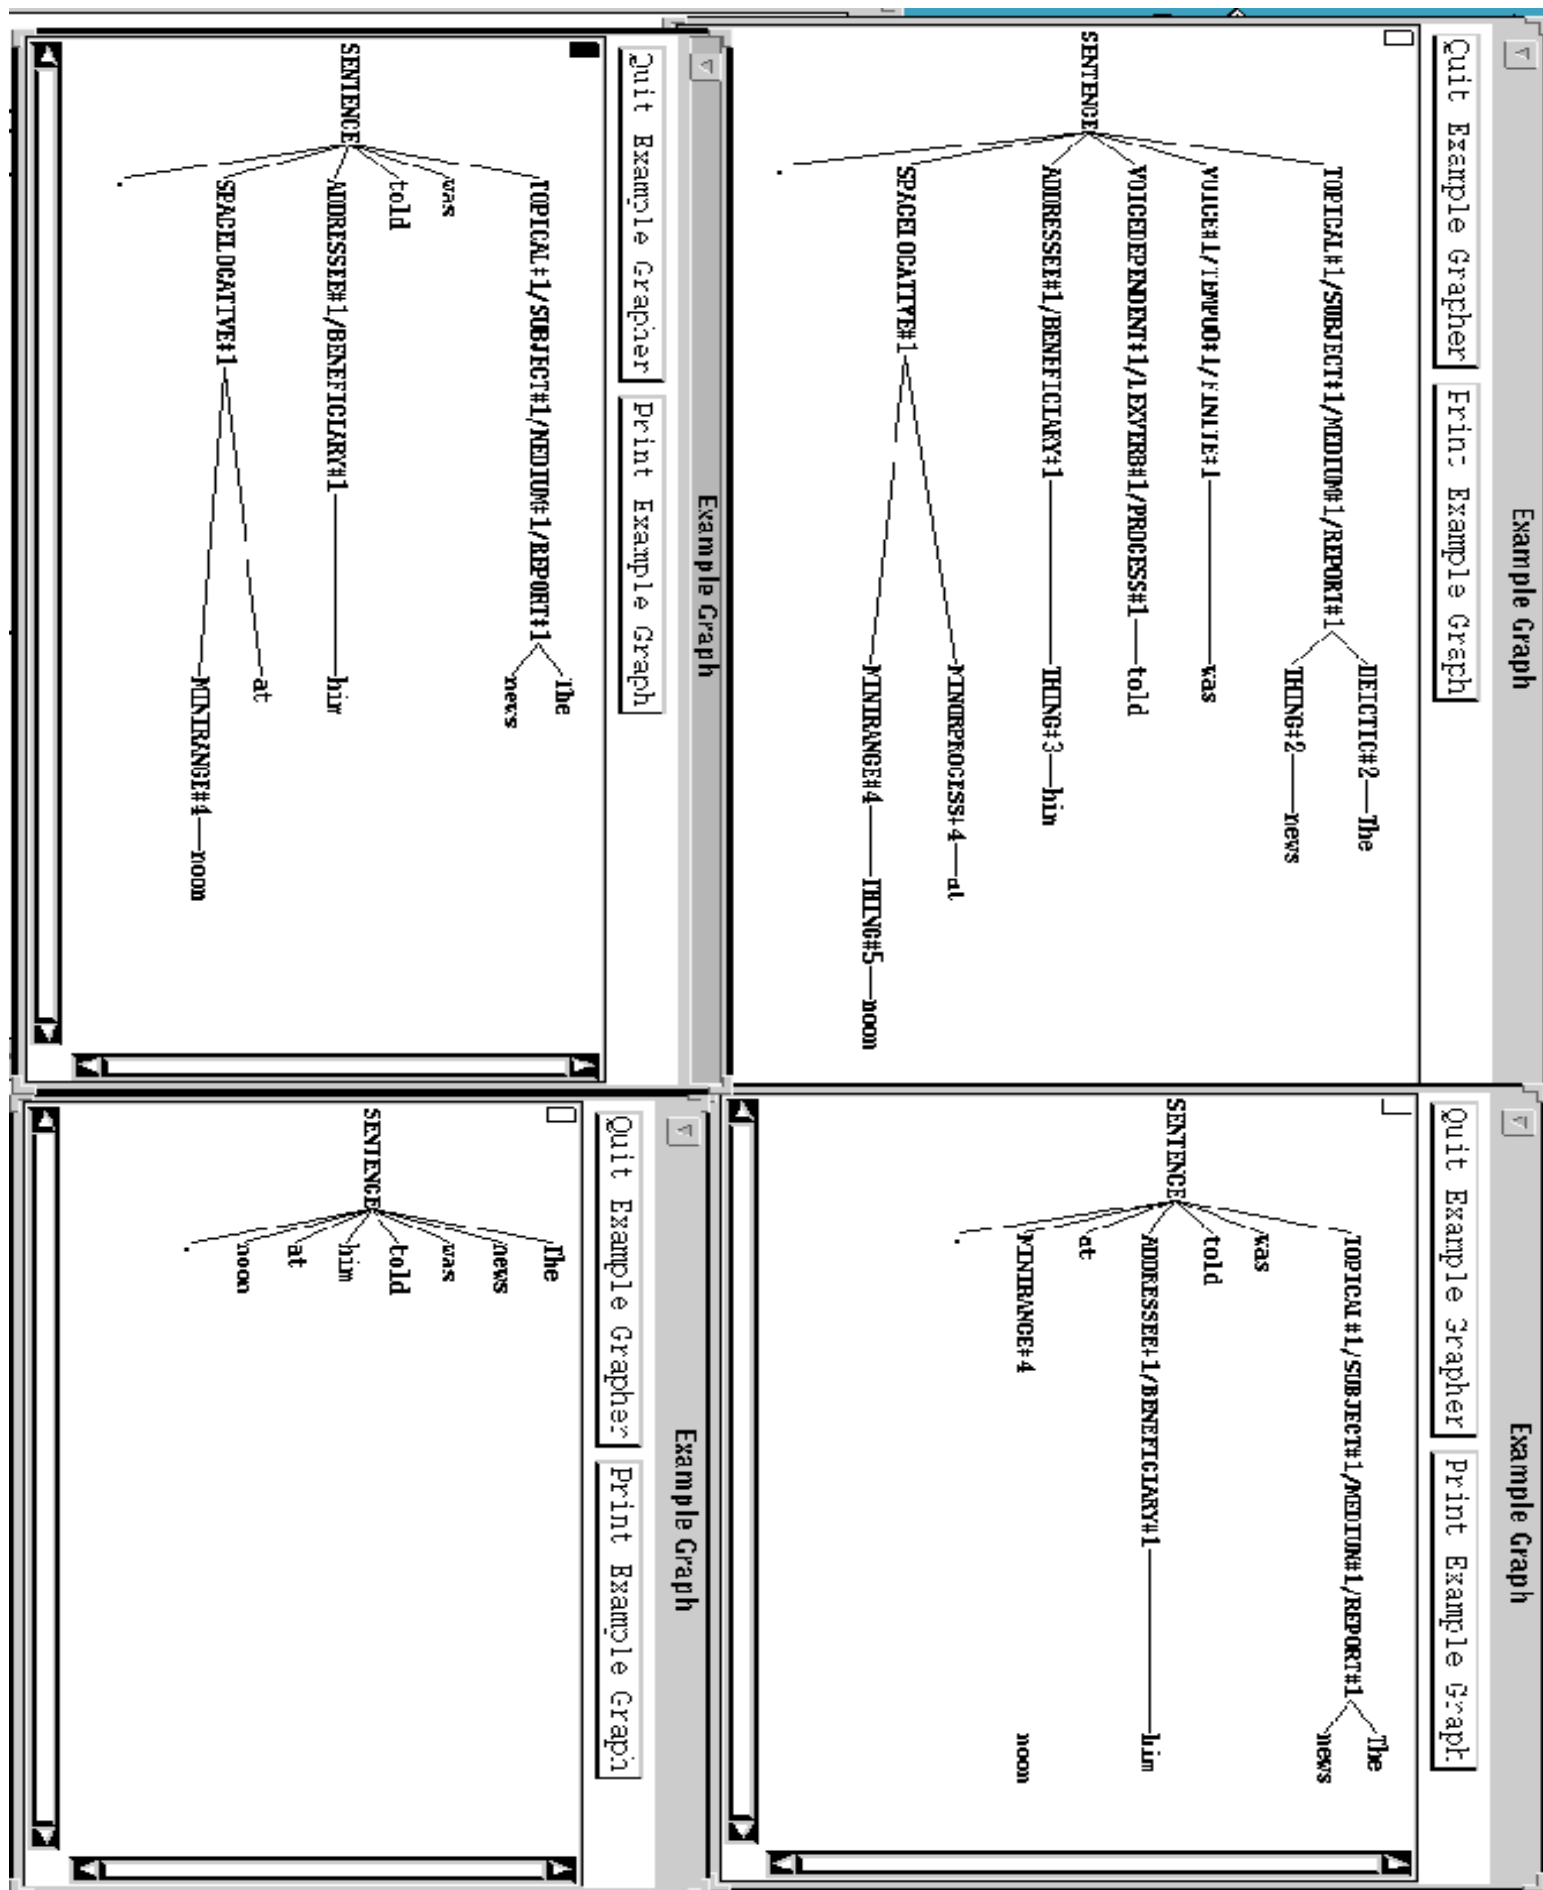 Example Graph
Quit Example Grapher Print Example Graph
DEICTIC#2 The
TOPICAL#1/SUBJECT#1/MEDIUM#1/REPORT#1
THING#2 news
VOICE#1/TEMPO0#1/FINITE#1 was
VOICEDEPENDENT#1/LEXVERB#1/PROCESS#1 told
ADDRESSEE#1/BENEFICIARY#1 THING#3 him
SENTENCE
MINORPROCESS#4 at
SPACELOCATIVE#1
MINIRANGE#4 THING#5 noon
.
Example Graph
Quit Example Grapher Print Example Graph
The
TOPICAL#1/SUBJECT#1/MEDIUM#1/REPORT#1
news
was
told
SENTENCE
ADDRESSEE#1/BENEFICIARY#1 him
at
MINIRANGE#4 noon
.
Example Graph
Quit Example Grapher Print Example Graph
The
TOPICAL#1/SUBJECT#1/MEDIUM#1/REPORT#1
news
was
told
SENTENCE
ADDRESSEE#1/BENEFICIARY#1 him
at
SPACELOCATIVE#1
MINIRANGE#4 noon
.
Example Graph
Quit Example Grapher Print Example Graph
The
news
was
told
SENTENCE
him
at
noon
.